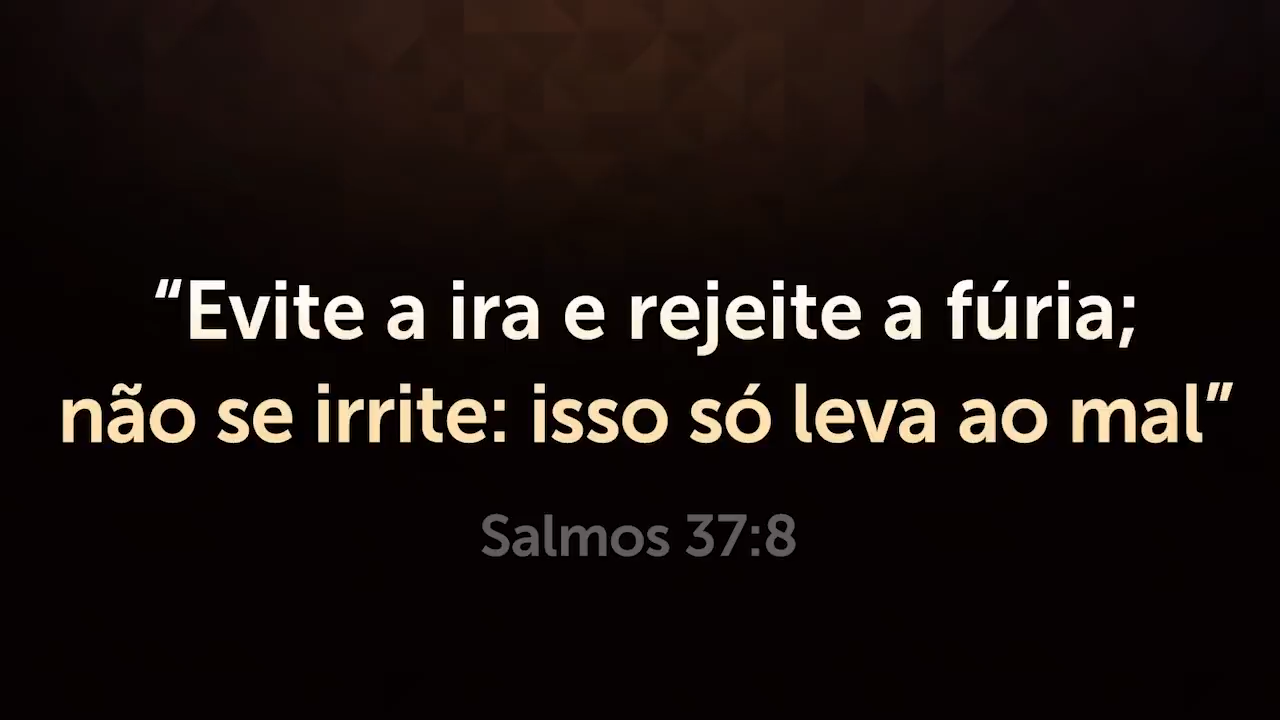 “Evite a ira e rejeite a fúria;
não se irrite: isso só leva ao mal”
Salmos 37:8